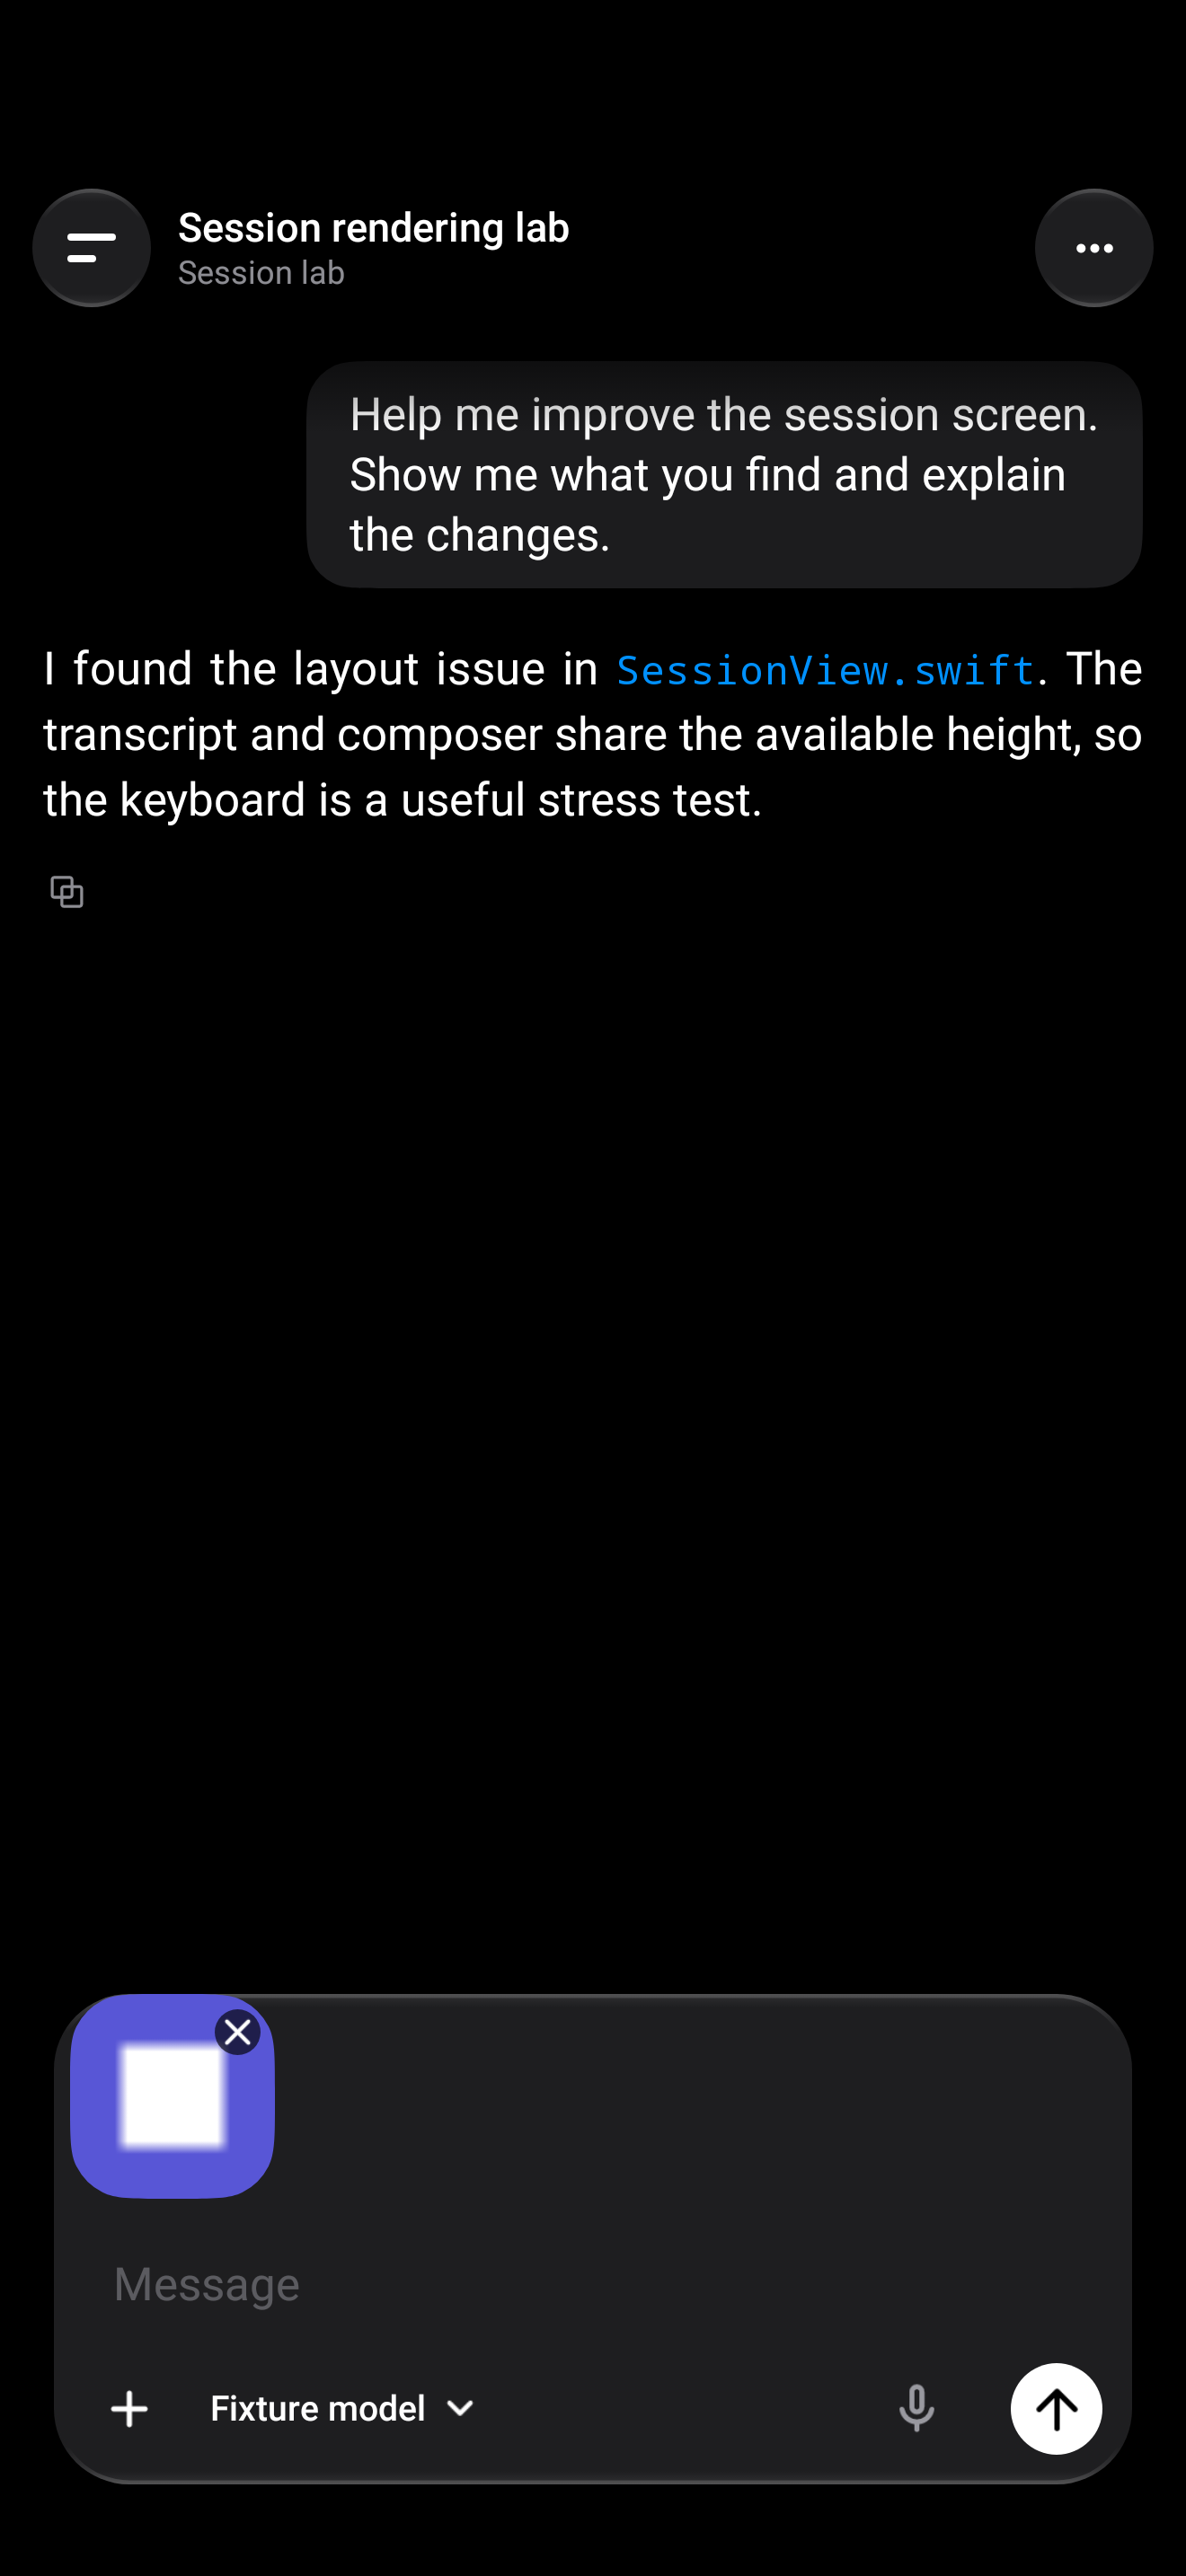 Session rendering lab
Session lab
Help me improve the session screen.
Show me what you find and explain
the changes.
I found the layout issue in SessionView.swift. The
transcript and composer share the available height, so
the keyboard is a useful stress test.
Message
Fixture model